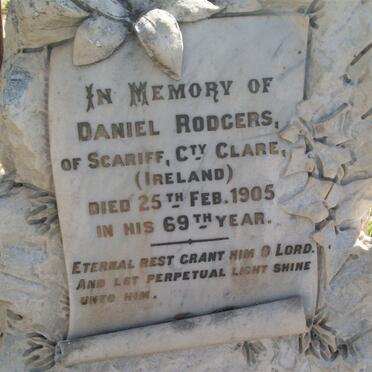 IN MEMORY OF
DANIEL RODGERS,
OF SCARIFF, CTY CLARE,
(IRELAND)
DIED 25TH FEB. 1905
IN HIS 69TH YEAR.
ETERNAL REST GRANT HIM O LORD.
AND LET PERPETUAL LIGHT SHINE
UNTO HIM.